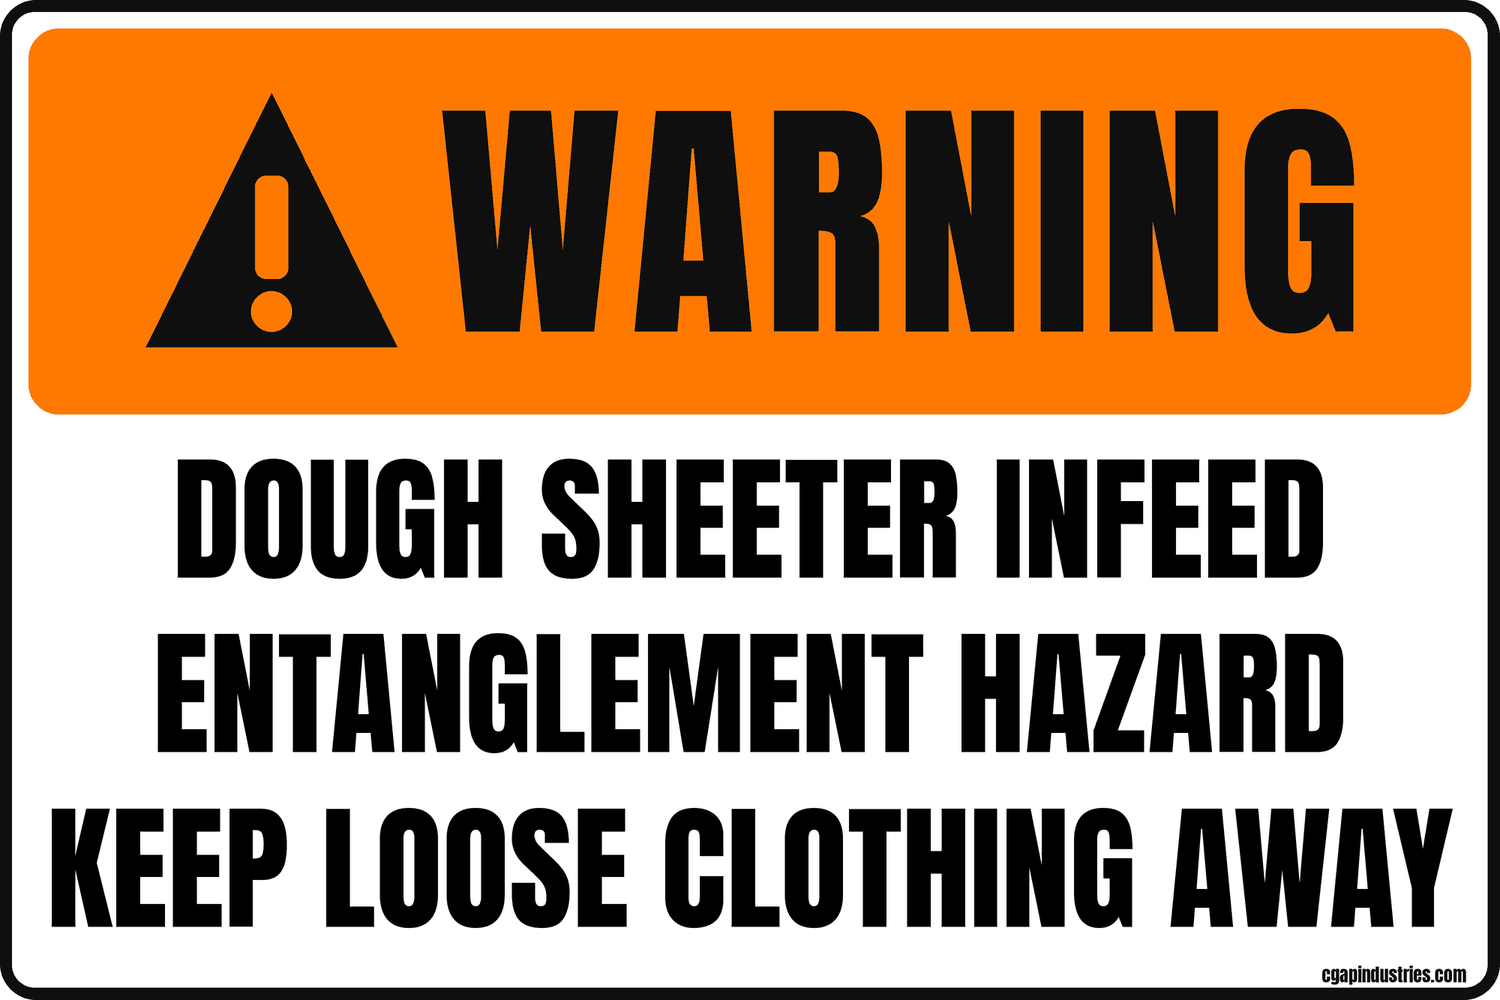 WARNING
DOUGH SHEETER INFEED
ENTANGLEMENT HAZARD
KEEP LOOSE CLOTHING AWAY
cgapindustries.com